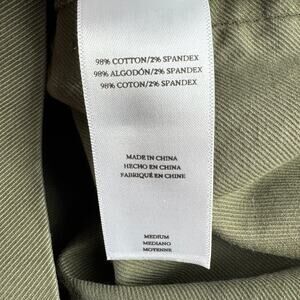 98% COTTON/2% SPANDEX
98% ALGODÓN/2% SPANDEX
98% COTON/2% SPANDEX
MADE IN CHINA
HECHO EN CHINA
FABRIQUÉ EN CHINE
MEDIUM
MEDIANO
MOYENNE